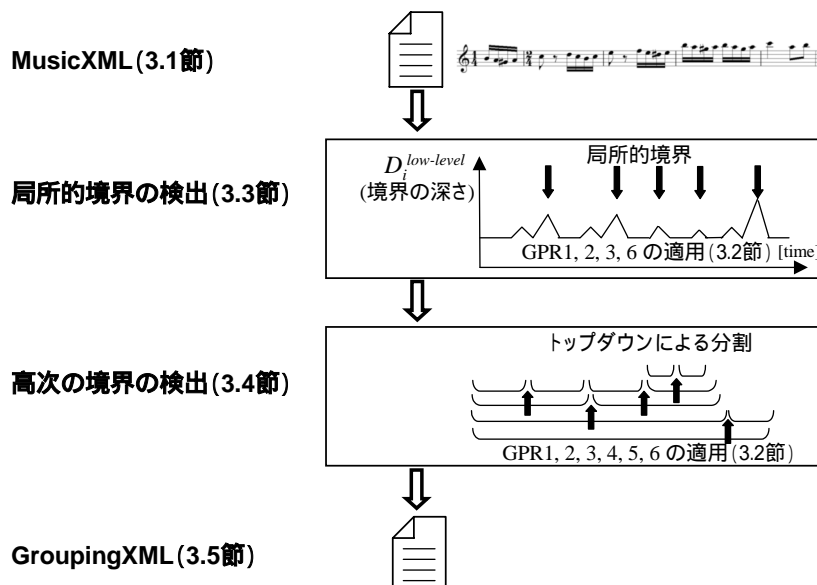 MusicXML(3.1節)
局所的境界の検出(3.3節)
D_i^{low-level}
(境界の深さ)
局所的境界
GPR1, 2, 3, 6 の適用(3.2節) [time]
高次の境界の検出(3.4節)
トップダウンによる分割
GPR1, 2, 3, 4, 5, 6 の適用(3.2節)
GroupingXML(3.5節)